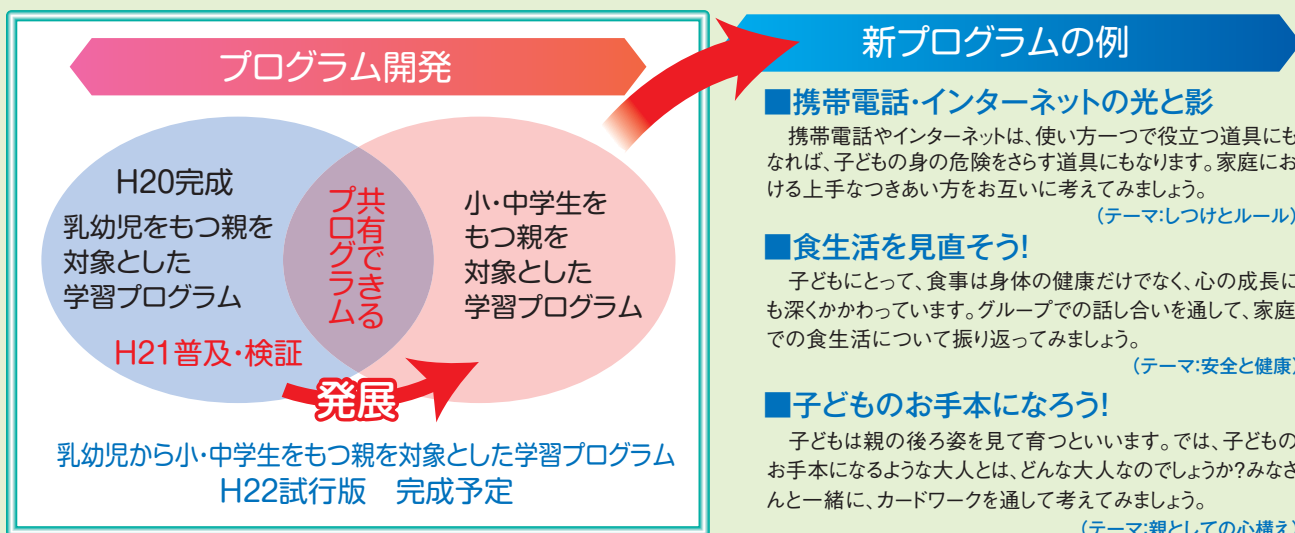 プログラム開発
H20完成
乳幼児をもつ親を
対象とした
学習プログラム
H21普及・検証
共有できる
プログラム
小・中学生を
もつ親を
対象とした
学習プログラム
発展
乳幼児から小・中学生をもつ親を対象とした学習プログラム
H22試行版　完成予定
新プログラムの例
■携帯電話・インターネットの光と影
携帯電話やインターネットは、使い方一つで役立つ道具にも
なれば、子どもの身の危険をさらす道具にもなります。家庭にお
ける上手なつきあい方をお互いに考えてみましょう。
（テーマ:しつけとルール）
■食生活を見直そう!
子どもにとって、食事は身体の健康だけでなく、心の成長に
も深くかかわっています。グループでの話し合いを通して、家庭
での食生活について振り返ってみましょう。
（テーマ:安全と健康）
■子どものお手本になろう!
子どもは親の後ろ姿を見て育つといいます。では、子どもの
お手本になるような大人とは、どんな大人なのでしょうか?みなさ
んと一緒に、カードワークを通して考えてみましょう。
（テーマ:親としての心構え）